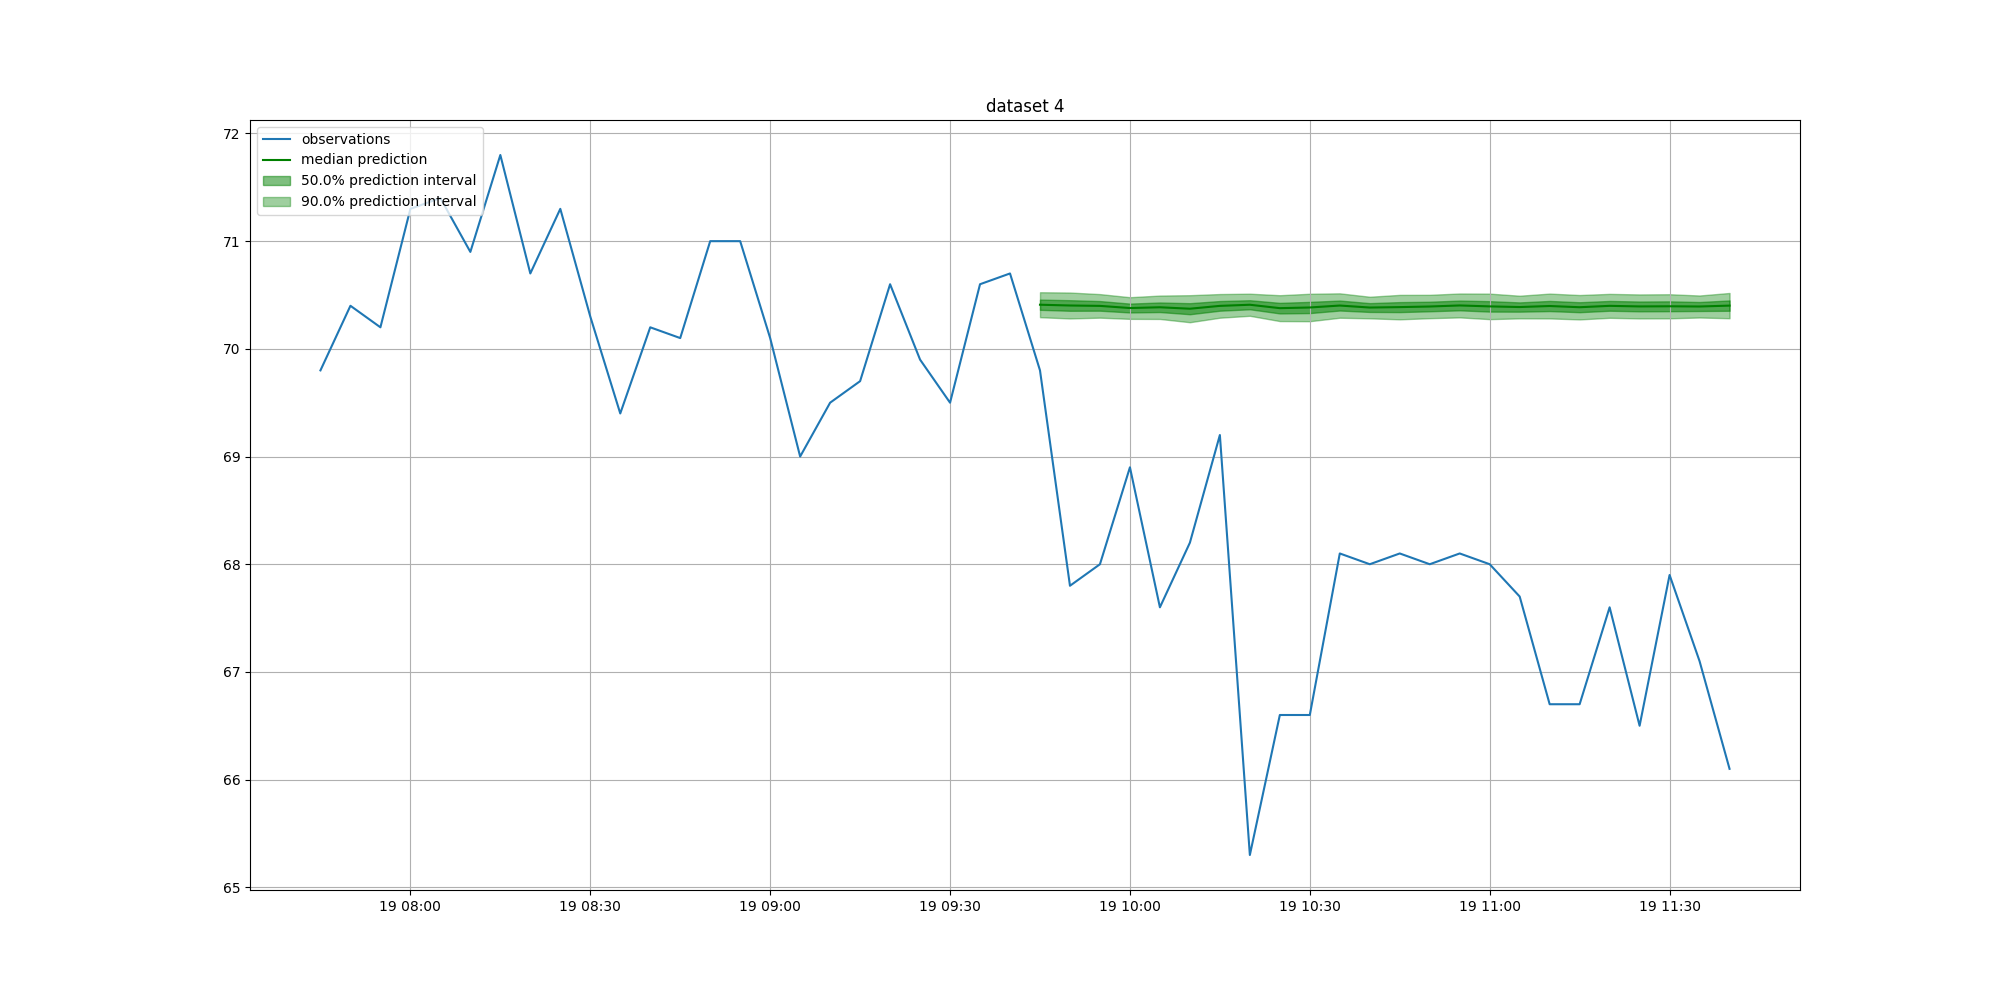 dataset 4
72
observations
median prediction
50.0% prediction interval
90.0% prediction interval
71
70
69
68
67
66
65
19 08:00 19 08:30 19 09:00 19 09:30 19 10:00 19 10:30 19 11:00 19 11:30